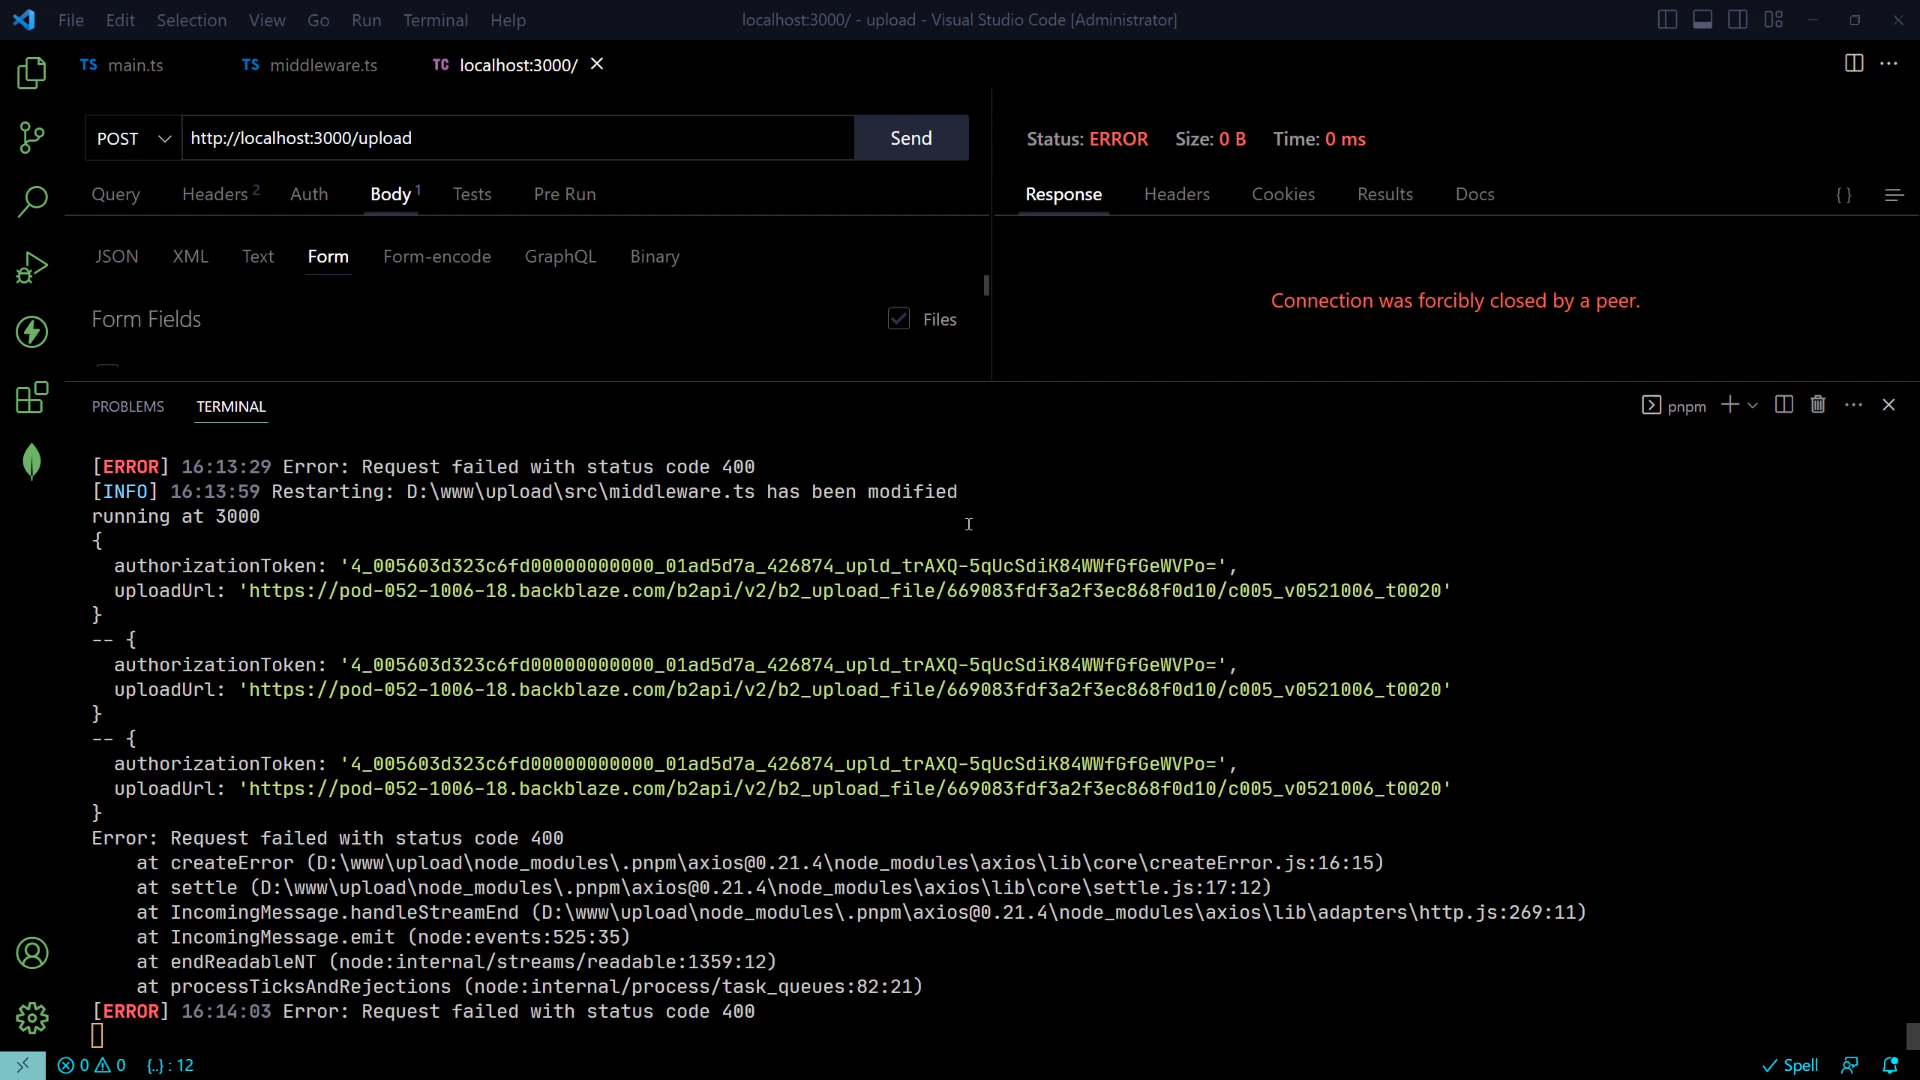 File Edit Selection View Go Run Terminal Help localhost:3000/ - upload - Visual Studio Code [Administrator]
TS main.ts TS middleware.ts TC localhost:3000/
POST http://localhost:3000/upload Send Status: ERROR Size: 0 B Time: 0 ms
Query Headers 2 Auth Body 1 Tests Pre Run Response Headers Cookies Results Docs {}
JSON XML Text Form Form-encode GraphQL Binary
Connection was forcibly closed by a peer.
Form Fields Files
PROBLEMS TERMINAL pnpm
[ERROR] 16:13:29 Error: Request failed with status code 400
[INFO] 16:13:59 Restarting: D:\www\upload\src\middleware.ts has been modified
running at 3000
{
authorizationToken: '4_005603d323c6fd00000000000_01ad5d7a_426874_upld_trAXQ-5qUcSdiK84WWfGfGeWVPo=',
uploadUrl: 'https://pod-052-1006-18.backblaze.com/b2api/v2/b2_upload_file/669083fdf3a2f3ec868f0d10/c005_v0521006_t0020'
}
-- {
authorizationToken: '4_005603d323c6fd00000000000_01ad5d7a_426874_upld_trAXQ-5qUcSdiK84WWfGfGeWVPo=',
uploadUrl: 'https://pod-052-1006-18.backblaze.com/b2api/v2/b2_upload_file/669083fdf3a2f3ec868f0d10/c005_v0521006_t0020'
}
-- {
authorizationToken: '4_005603d323c6fd00000000000_01ad5d7a_426874_upld_trAXQ-5qUcSdiK84WWfGfGeWVPo=',
uploadUrl: 'https://pod-052-1006-18.backblaze.com/b2api/v2/b2_upload_file/669083fdf3a2f3ec868f0d10/c005_v0521006_t0020'
}
Error: Request failed with status code 400
at createError (D:\www\upload\node_modules\.pnpm\axios@0.21.4\node_modules\axios\lib\core\createError.js:16:15)
at settle (D:\www\upload\node_modules\.pnpm\axios@0.21.4\node_modules\axios\lib\core\settle.js:17:12)
at IncomingMessage.handleStreamEnd (D:\www\upload\node_modules\.pnpm\axios@0.21.4\node_modules\axios\lib\adapters\http.js:269:11)
at IncomingMessage.emit (node:events:525:35)
at endReadableNT (node:internal/streams/readable:1359:12)
at processTicksAndRejections (node:internal/process/task_queues:82:21)
[ERROR] 16:14:03 Error: Request failed with status code 400
0 0 {..} : 12 Spell